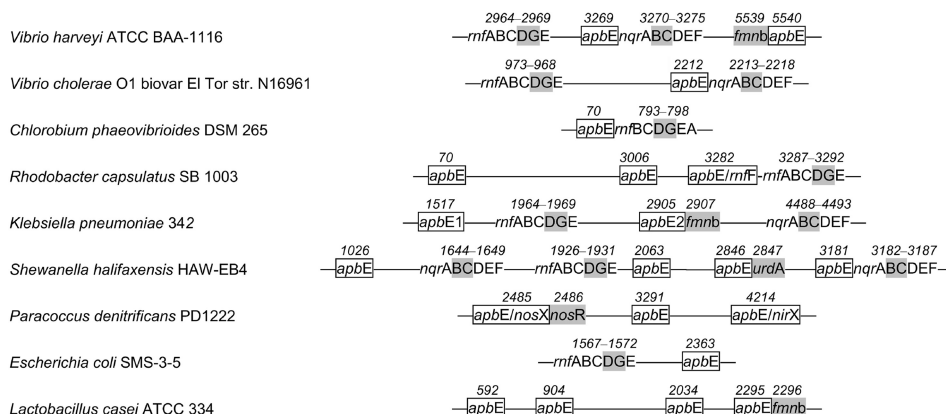 2964–2969 3269 3270–3275 5539 5540
Vibrio harveyi ATCC BAA-1116 rnfABCDGE apbE nqrABCDEF fmnb apbE
973–968 2212 2213–2218
Vibrio cholerae O1 biovar El Tor str. N16961 rnfABCDGE apbE nqrABCDEF
70 793–798
Chlorobium phaeovibrioides DSM 265 apbE rnfBCDGEA
70 3006 3282 3287–3292
Rhodobacter capsulatus SB 1003 apbE apbE apbE/rnfF rnfABCDGE
1517 1964–1969 2905 2907 4488–4493
Klebsiella pneumoniae 342 apbE1 rnfABCDGE apbE2 fmnb nqrABCDEF
1026 1644–1649 1926–1931 2063 2846 2847 3181 3182–3187
Shewanella halifaxensis HAW-EB4 apbE nqrABCDEF rnfABCDGE apbE apbE urdA apbE nqrABCDEF
2485 2486 3291 4214
Paracoccus denitrificans PD1222 apbE/nosX nosR apbE apbE/nirX
1567–1572 2363
Escherichia coli SMS-3-5 rnfABCDGE apbE
592 904 2034 2295 2296
Lactobacillus casei ATCC 334 apbE apbE apbE apbE fmnb